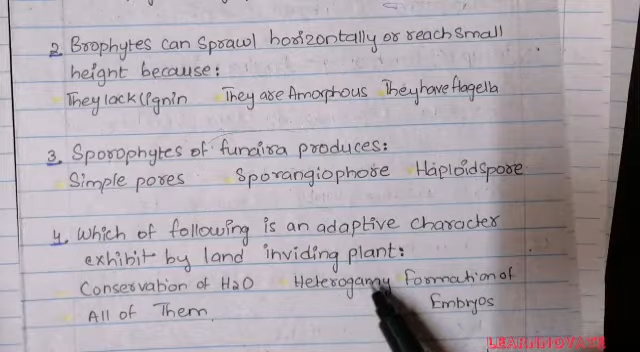 2. Brophytes can sprawl horizontally or reach small
height because:
They lack lignin They are Amorphous They have flagella
3. Sporophytes of funaira produces:
Simple pores Sporangiophore Haploid spore
4. Which of following is an adaptive character
exhibit by land inviding plant:
Conservation of H2O Heterogamy Formation of
Embryos
All of Them.